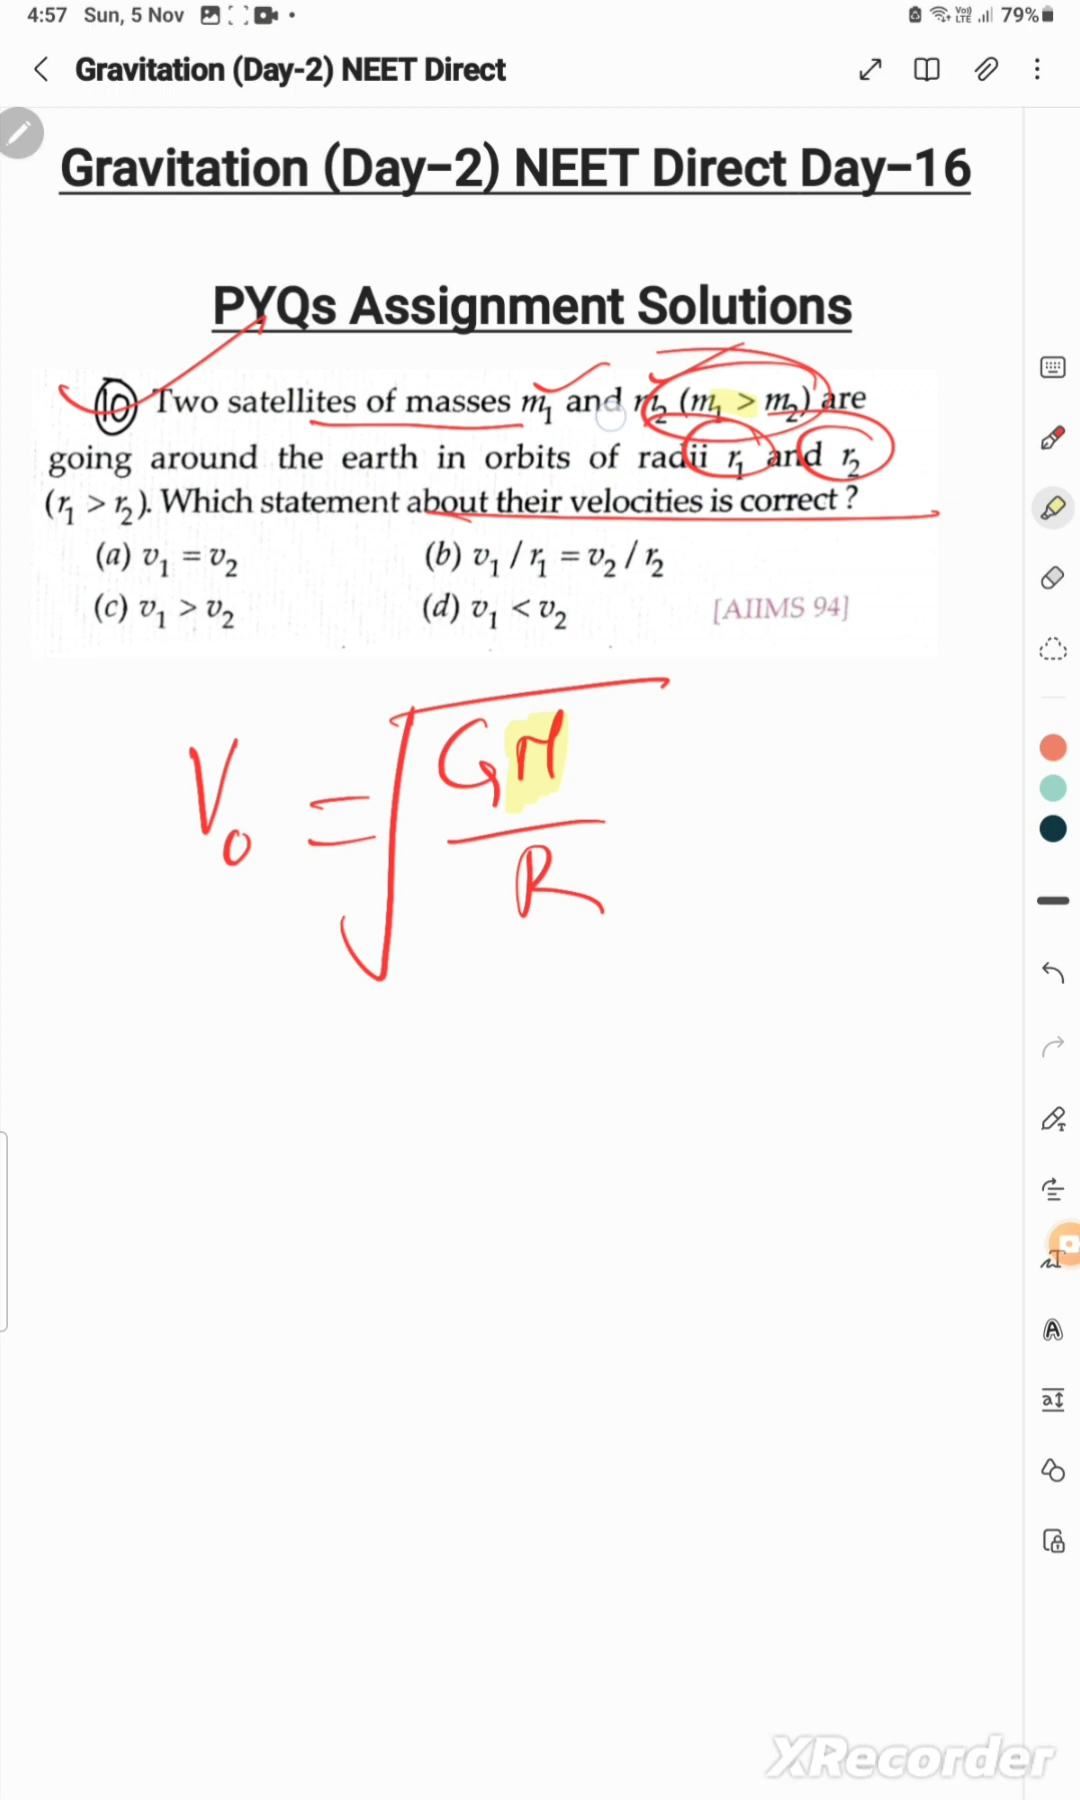 4:57 Sun, 5 Nov 79%
Gravitation (Day-2) NEET Direct
Gravitation (Day-2) NEET Direct Day-16
PYQs Assignment Solutions
10 Two satellites of masses m₁ and m₂ (m₁ > m₂) are
going around the earth in orbits of radii r₁ and r₂
(r₁ > r₂). Which statement about their velocities is correct ?
(a) v₁ = v₂ (b) v₁ / r₁ = v₂ / r₂
(c) v₁ > v₂ (d) v₁ < v₂ [AIIMS 94]
V₀ = √(GM/R)
XRecorder